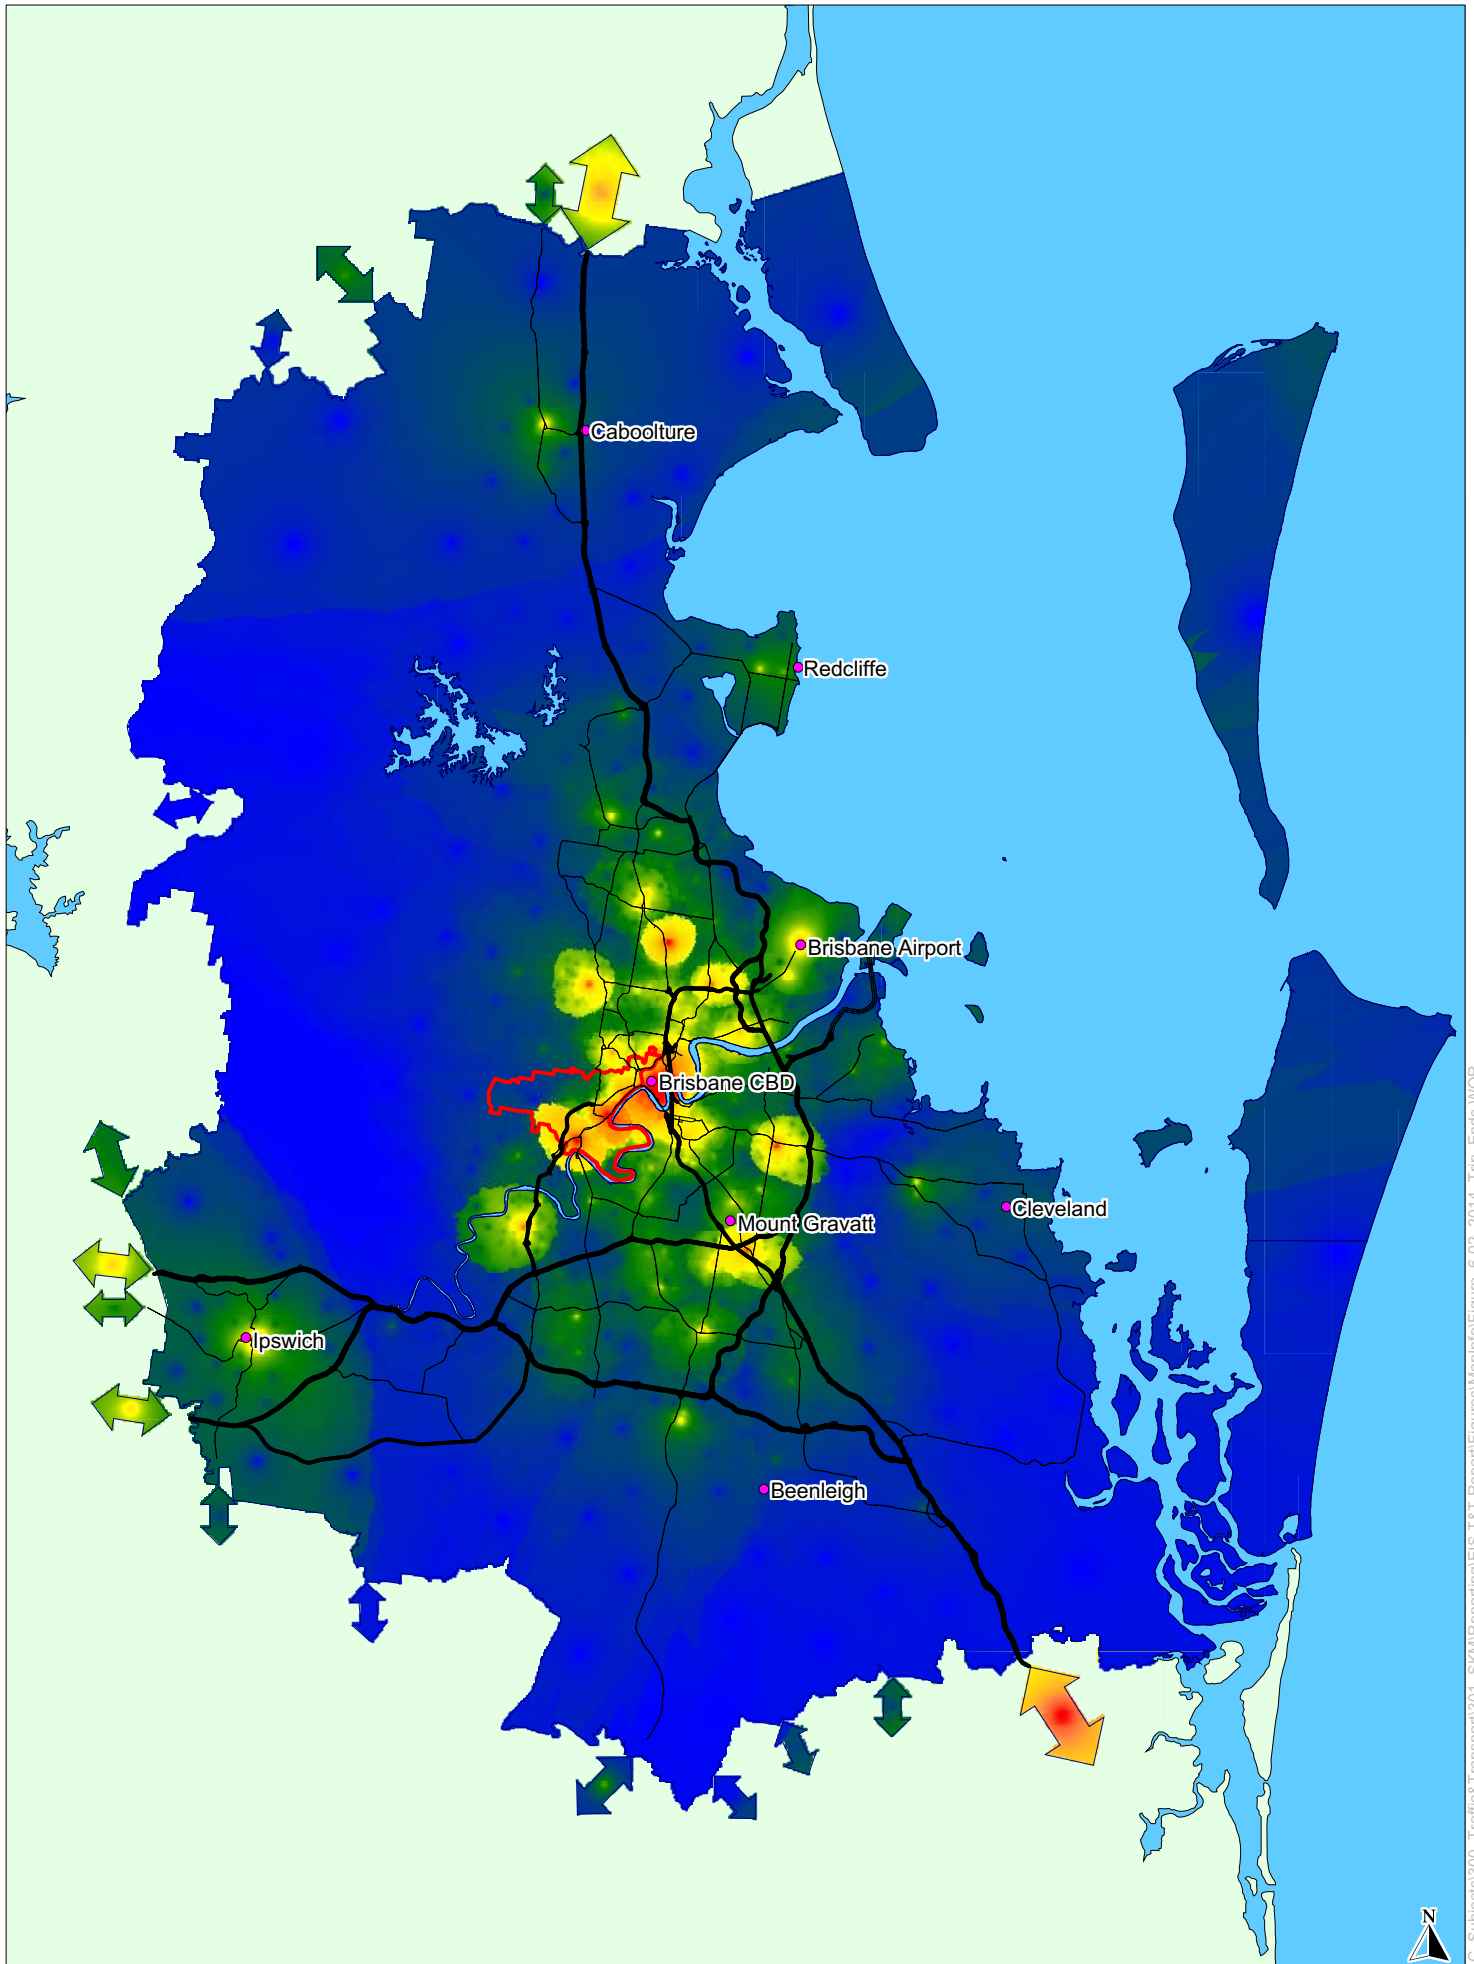 Caboolture
Redcliffe
Brisbane Airport
Brisbane CBD
Cleveland
Mount Gravatt
Ipswich
Beenleigh
N